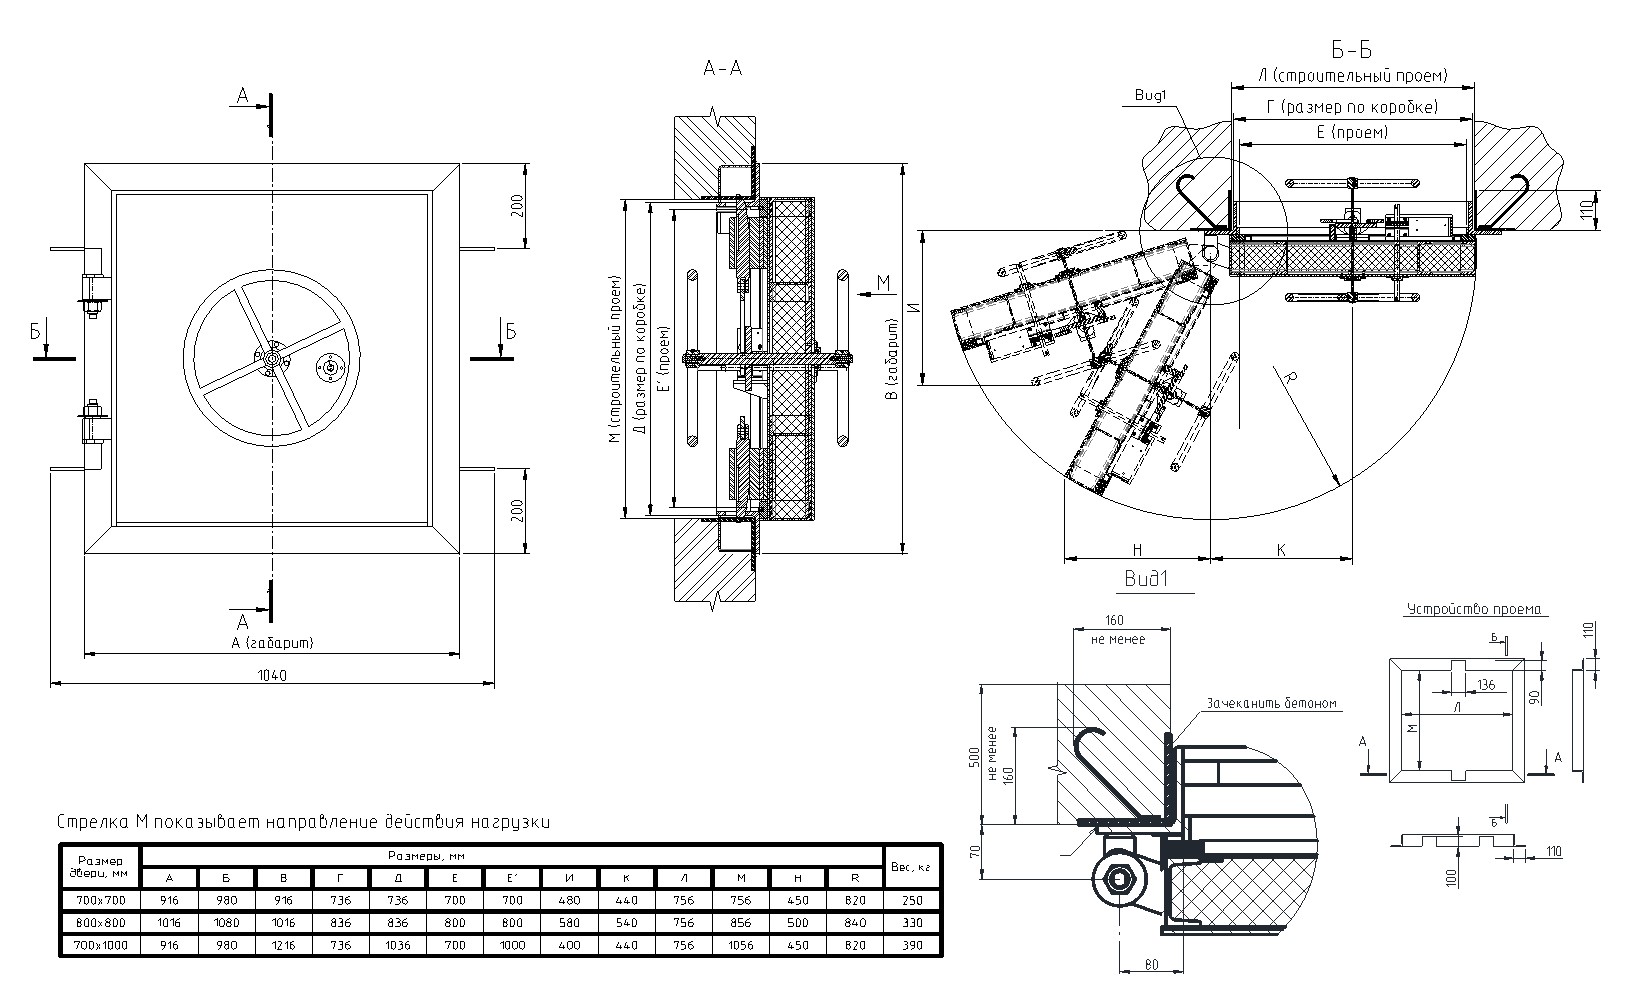 А
А
Б
Б
200
200
А (габарит)
1040
А-А
М (строительный проем)
Д (размер по коробке)
Е' (проем)
В (габарит)
М
Б-Б
Л (строительный проем)
Г (размер по коробке)
Е (проем)
Вид1
110
И
R
Н
К
Вид1
160
не менее
500
не менее
160
70
80
Зачеканить бетоном
Устройство проема
Б
Б
А
А
136
90
110
Л
М
100
110
Стрелка М показывает направление действия нагрузки
Размер двери, мм | Размеры, мм | Вес, кг
А | Б | В | Г | Д | Е | Е' | И | К | Л | М | Н | R
700х700 | 916 | 980 | 916 | 736 | 736 | 700 | 700 | 480 | 440 | 756 | 756 | 450 | 820 | 250
800х800 | 1016 | 1080 | 1016 | 836 | 836 | 800 | 800 | 580 | 540 | 756 | 856 | 500 | 840 | 330
700х1000 | 916 | 980 | 1216 | 736 | 1036 | 700 | 1000 | 400 | 440 | 756 | 1056 | 450 | 820 | 390